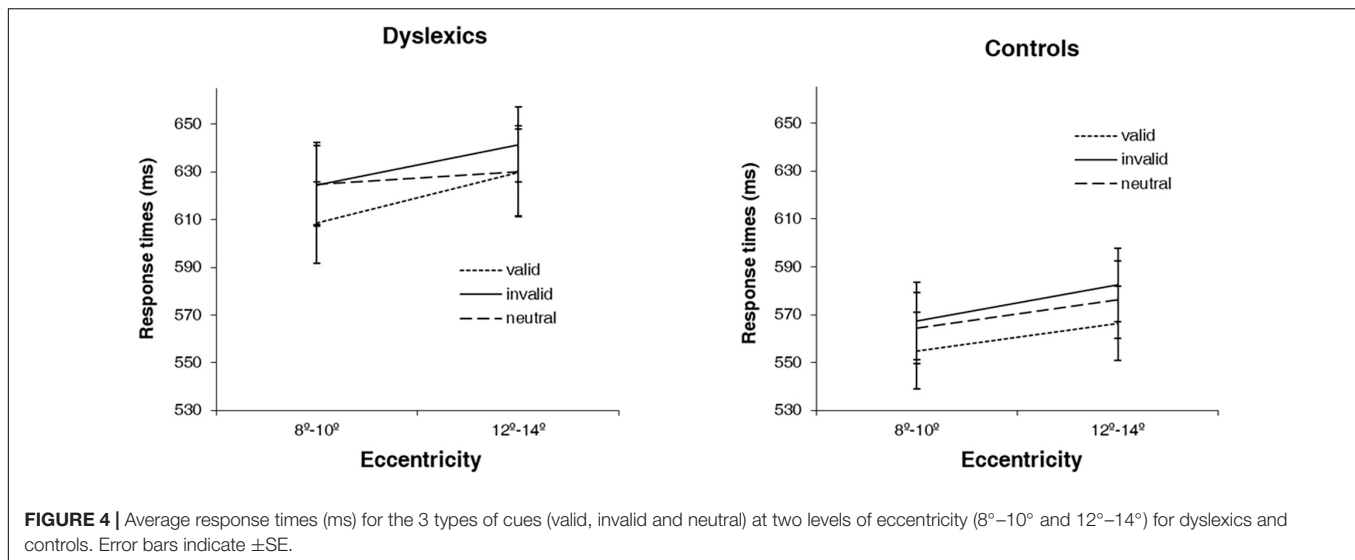 Dyslexics
650
630
610
590
570
550
530
Response times (ms)
valid
invalid
neutral
8º-10º
12º-14º
Eccentricity
Controls
650
630
610
590
570
550
530
Response times (ms)
valid
invalid
neutral
8º-10º
12º-14º
Eccentricity
FIGURE 4 | Average response times (ms) for the 3 types of cues (valid, invalid and neutral) at two levels of eccentricity (8°–10° and 12°–14°) for dyslexics and
controls. Error bars indicate ±SE.